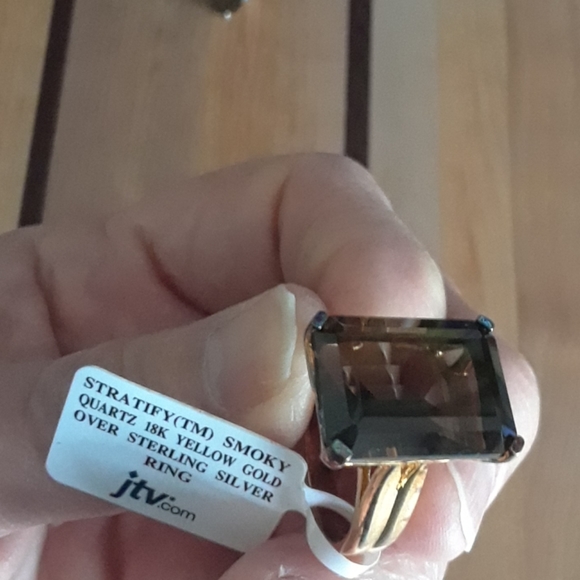 STRATIFY(TM) SMOKY
QUARTZ 18K YELLOW GOLD
OVER STERLING SILVER
RING
jtv.com